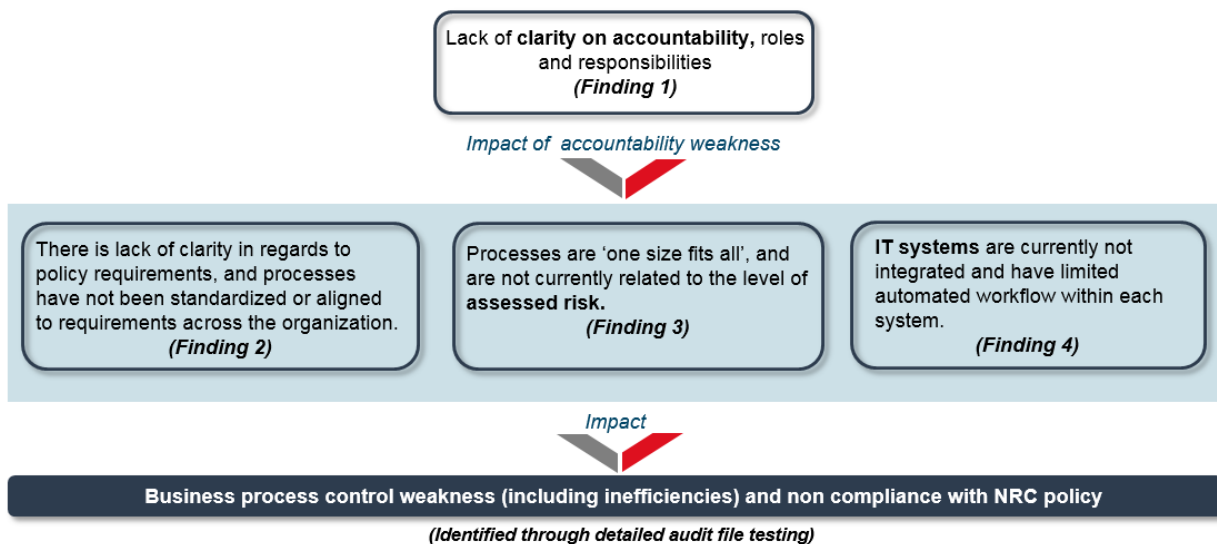 Lack of clarity on accountability, roles
and responsibilities
(Finding 1)
Impact of accountability weakness
There is lack of clarity in regards to
policy requirements, and processes
have not been standardized or aligned
to requirements across the organization.
(Finding 2)
Processes are ‘one size fits all’, and
are not currently related to the level of
assessed risk.
(Finding 3)
IT systems are currently not
integrated and have limited
automated workflow within each
system.
(Finding 4)
Impact
Business process control weakness (including inefficiencies) and non compliance with NRC policy
(Identified through detailed audit file testing)